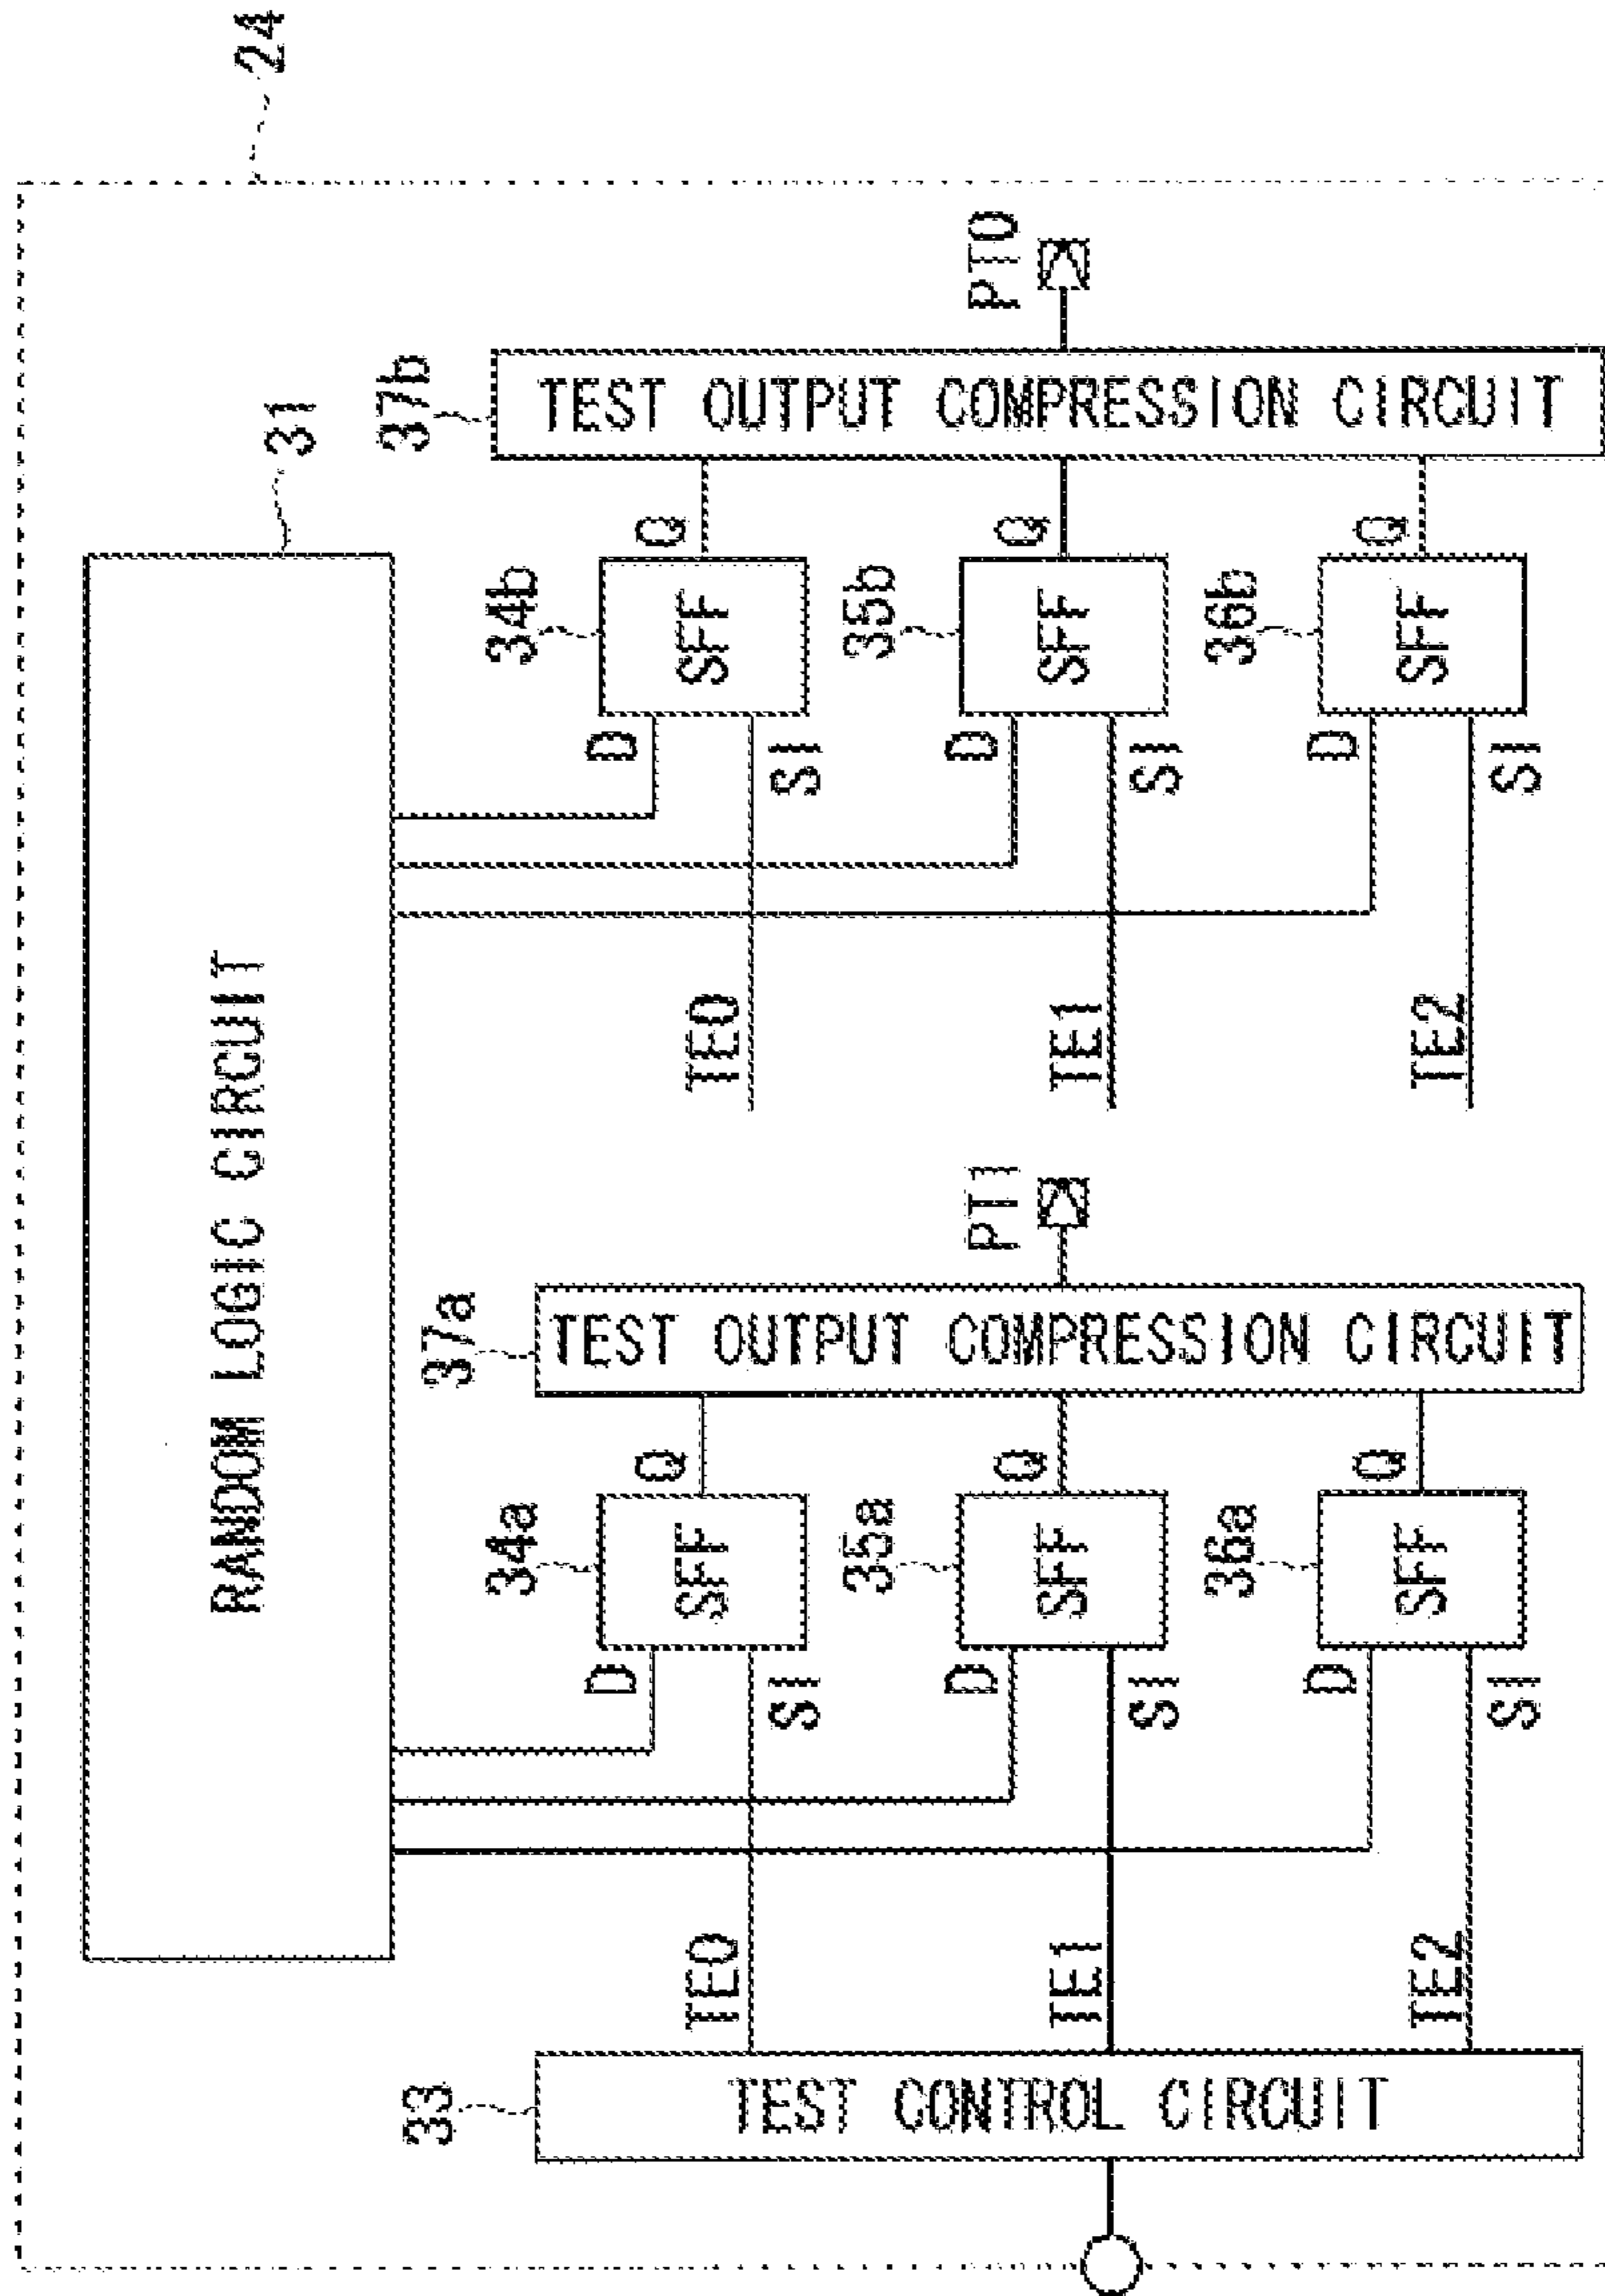 24
31
RANDOM LOGIC CIRCUIT
33
TEST CONTROL CIRCUIT
TE0
TE1
TE2
34a
D
SI
SFF
Q
35a
D
SI
SFF
Q
36a
D
SI
SFF
Q
37a
TEST OUTPUT COMPRESSION CIRCUIT
PT1
TE0
TE1
TE2
34b
D
SI
SFF
Q
35b
D
SI
SFF
Q
36b
D
SI
SFF
Q
37b
TEST OUTPUT COMPRESSION CIRCUIT
PT0